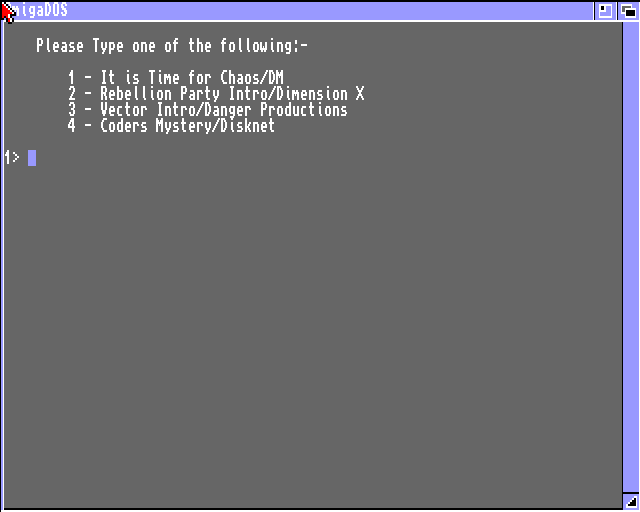 migaDOS
Please Type one of the following:-
1 - It is Time for Chaos/DM
2 - Rebellion Party Intro/Dimension X
3 - Vector Intro/Danger Productions
4 - Coders Mystery/Disknet
1>